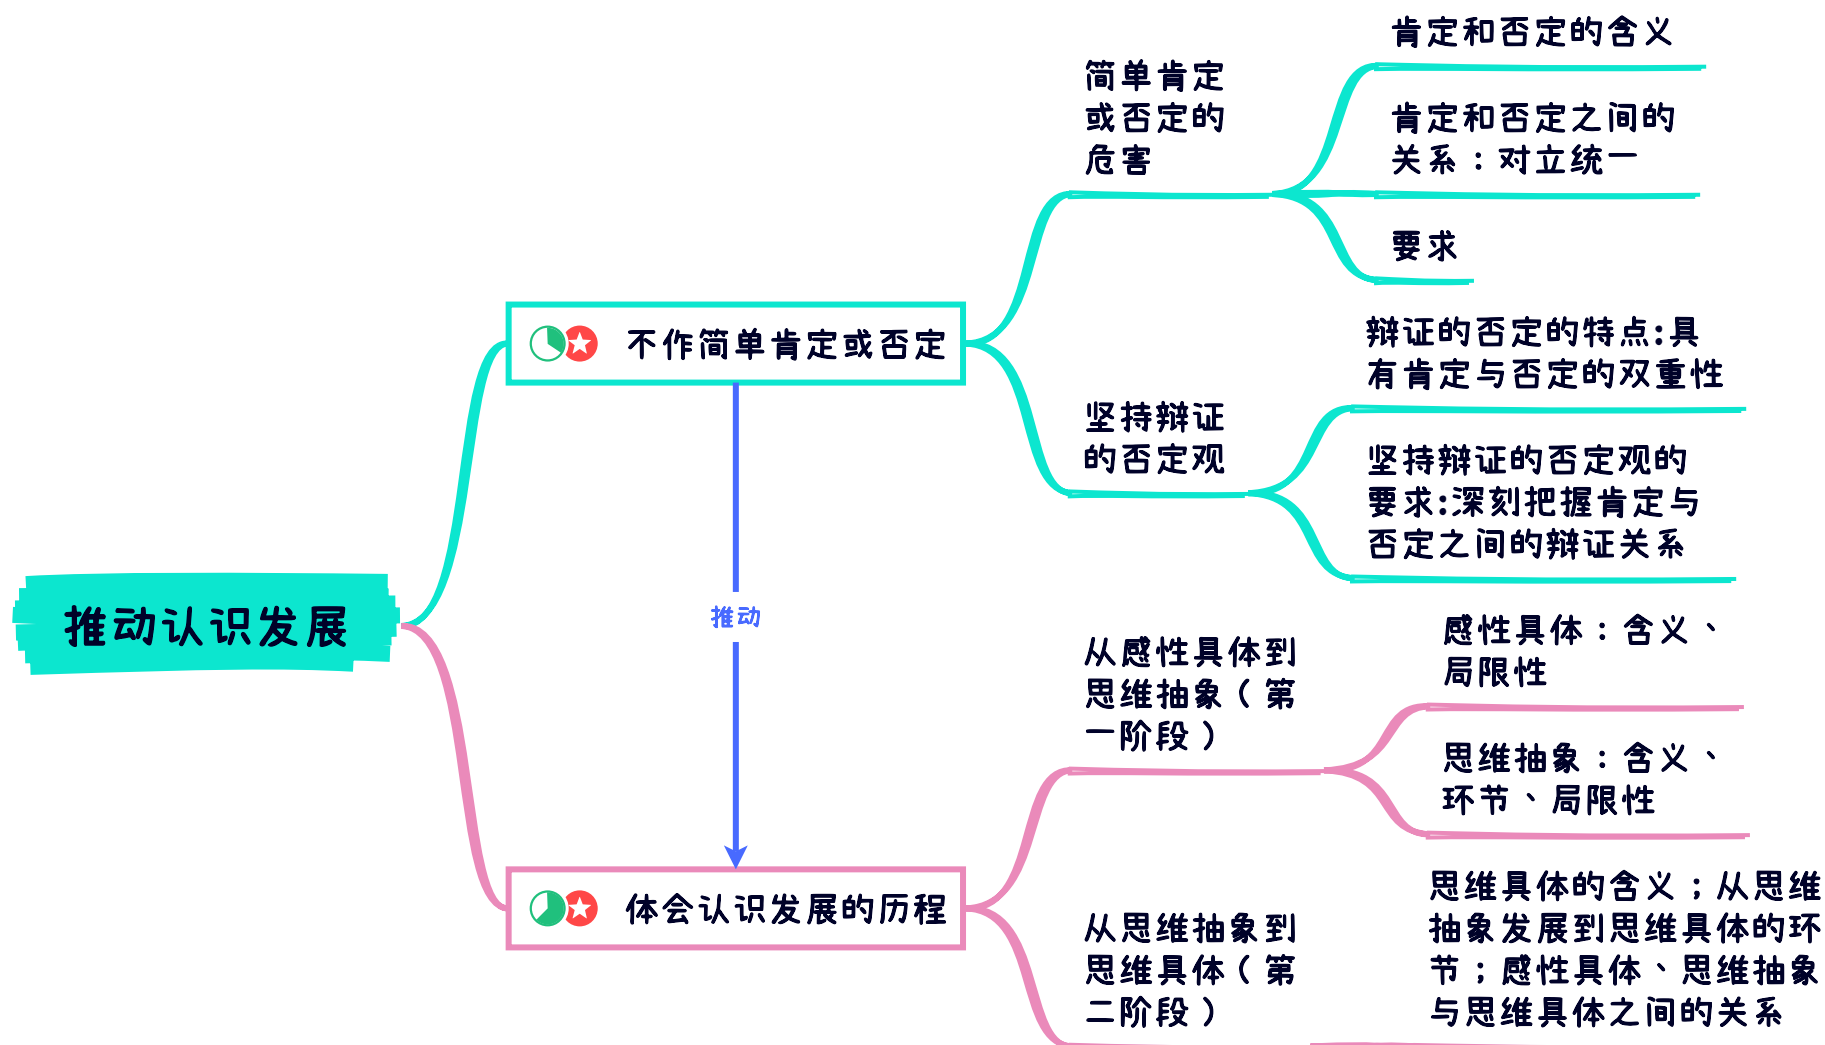 推动认识发展
不作简单肯定或否定
简单肯定
或否定的
危害
肯定和否定的含义
肯定和否定之间的
关系：对立统一
要求
坚持辩证
的否定观
辩证的否定的特点:具
有肯定与否定的双重性
坚持辩证的否定观的
要求:深刻把握肯定与
否定之间的辩证关系
推动
体会认识发展的历程
从感性具体到
思维抽象（第
一阶段）
感性具体：含义、
局限性
思维抽象：含义、
环节、局限性
从思维抽象到
思维具体（第
二阶段）
思维具体的含义；从思维
抽象发展到思维具体的环
节；感性具体、思维抽象
与思维具体之间的关系